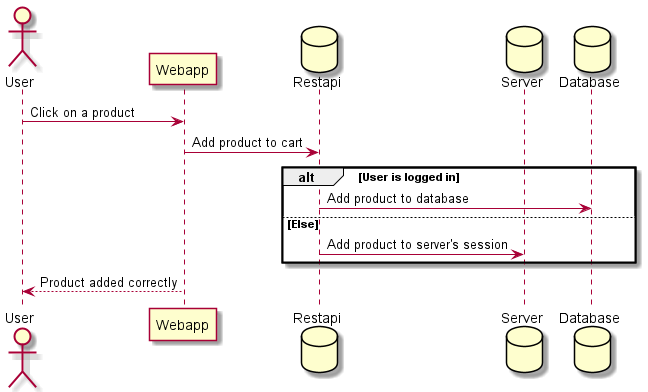 User
Webapp
Restapi
Server
Database
Click on a product
Add product to cart
alt
[User is logged in]
Add product to database
[Else]
Add product to server's session
Product added correctly
User
Webapp
Restapi
Server
Database